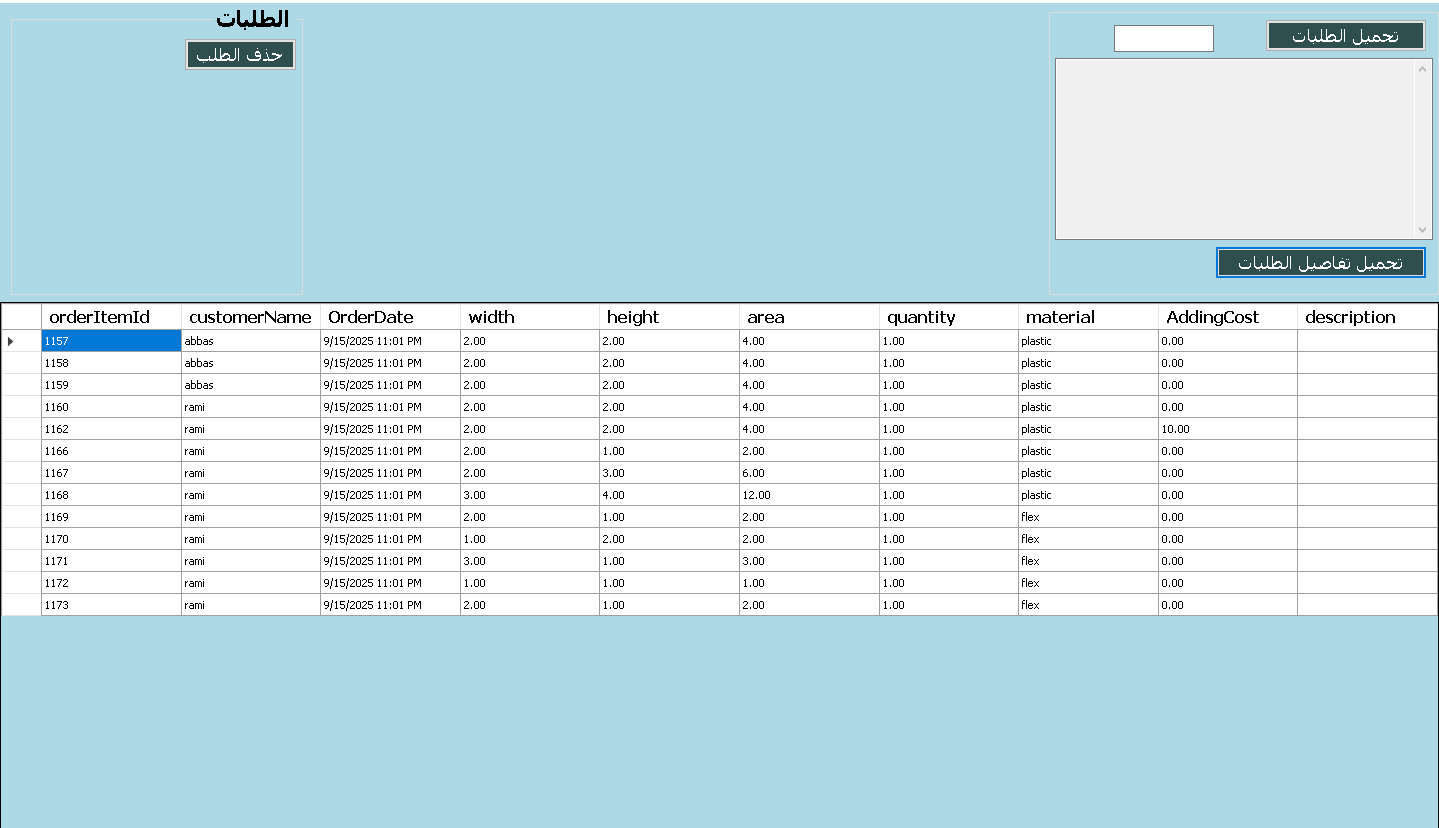 الطلبات
حذف الطلب
تحميل الطلبات
تحميل تفاصيل الطلبات
orderItemId customerName OrderDate width height area quantity material AddingCost description
1157 abbas 9/15/2025 11:01 PM 2.00 2.00 4.00 1.00 plastic 0.00
1158 abbas 9/15/2025 11:01 PM 2.00 2.00 4.00 1.00 plastic 0.00
1159 abbas 9/15/2025 11:01 PM 2.00 2.00 4.00 1.00 plastic 0.00
1160 rami 9/15/2025 11:01 PM 2.00 2.00 4.00 1.00 plastic 0.00
1162 rami 9/15/2025 11:01 PM 2.00 2.00 4.00 1.00 plastic 10.00
1166 rami 9/15/2025 11:01 PM 2.00 1.00 2.00 1.00 plastic 0.00
1167 rami 9/15/2025 11:01 PM 2.00 3.00 6.00 1.00 plastic 0.00
1168 rami 9/15/2025 11:01 PM 3.00 4.00 12.00 1.00 plastic 0.00
1169 rami 9/15/2025 11:01 PM 2.00 1.00 2.00 1.00 flex 0.00
1170 rami 9/15/2025 11:01 PM 1.00 2.00 2.00 1.00 flex 0.00
1171 rami 9/15/2025 11:01 PM 3.00 1.00 3.00 1.00 flex 0.00
1172 rami 9/15/2025 11:01 PM 1.00 1.00 1.00 1.00 flex 0.00
1173 rami 9/15/2025 11:01 PM 2.00 1.00 2.00 1.00 flex 0.00